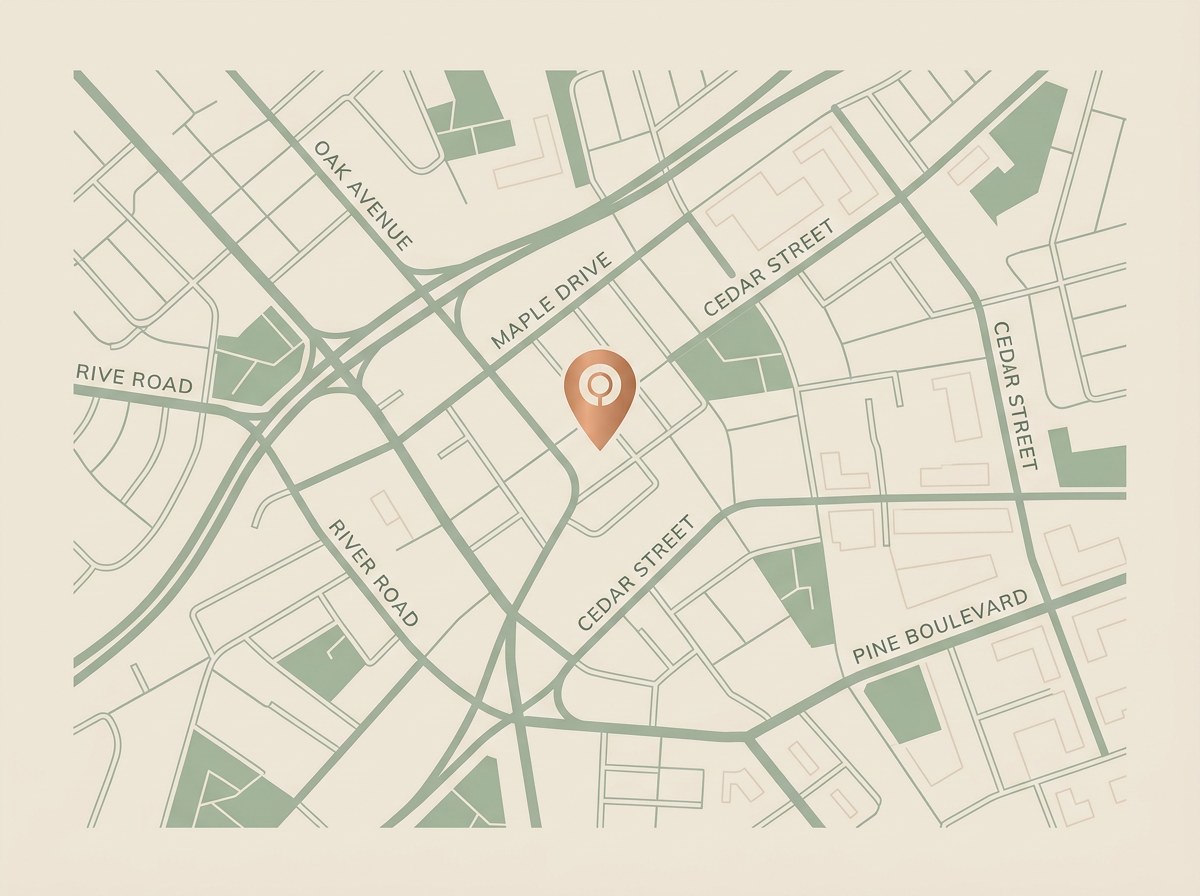 OAK AVENUE
MAPLE DRIVE
CEDAR STREET
RIVE ROAD
CEDAR STREET
RIVER ROAD
CEDAR STREET
PINE BOULEVARD